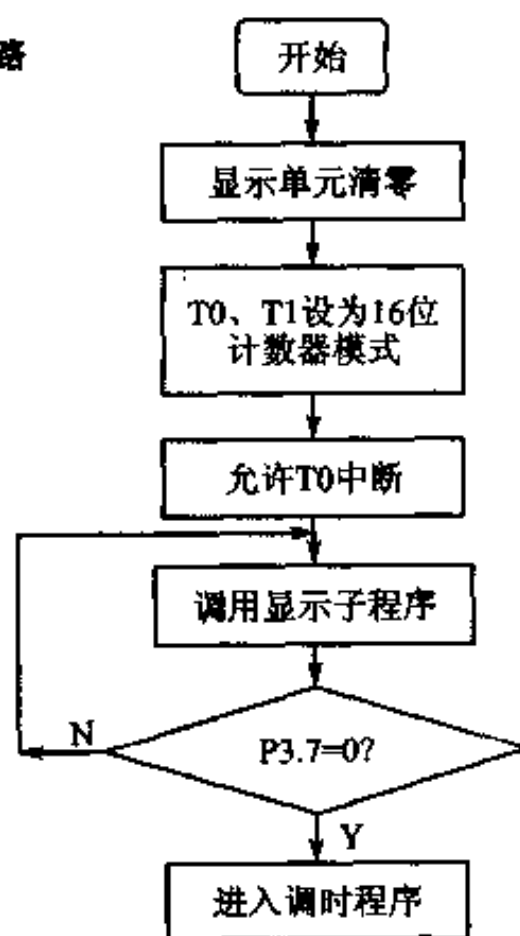 路
开始
显示单元清零
T0、T1设为16位
计数器模式
允许T0中断
调用显示子程序
P3.7=0?
N
Y
进入调时程序